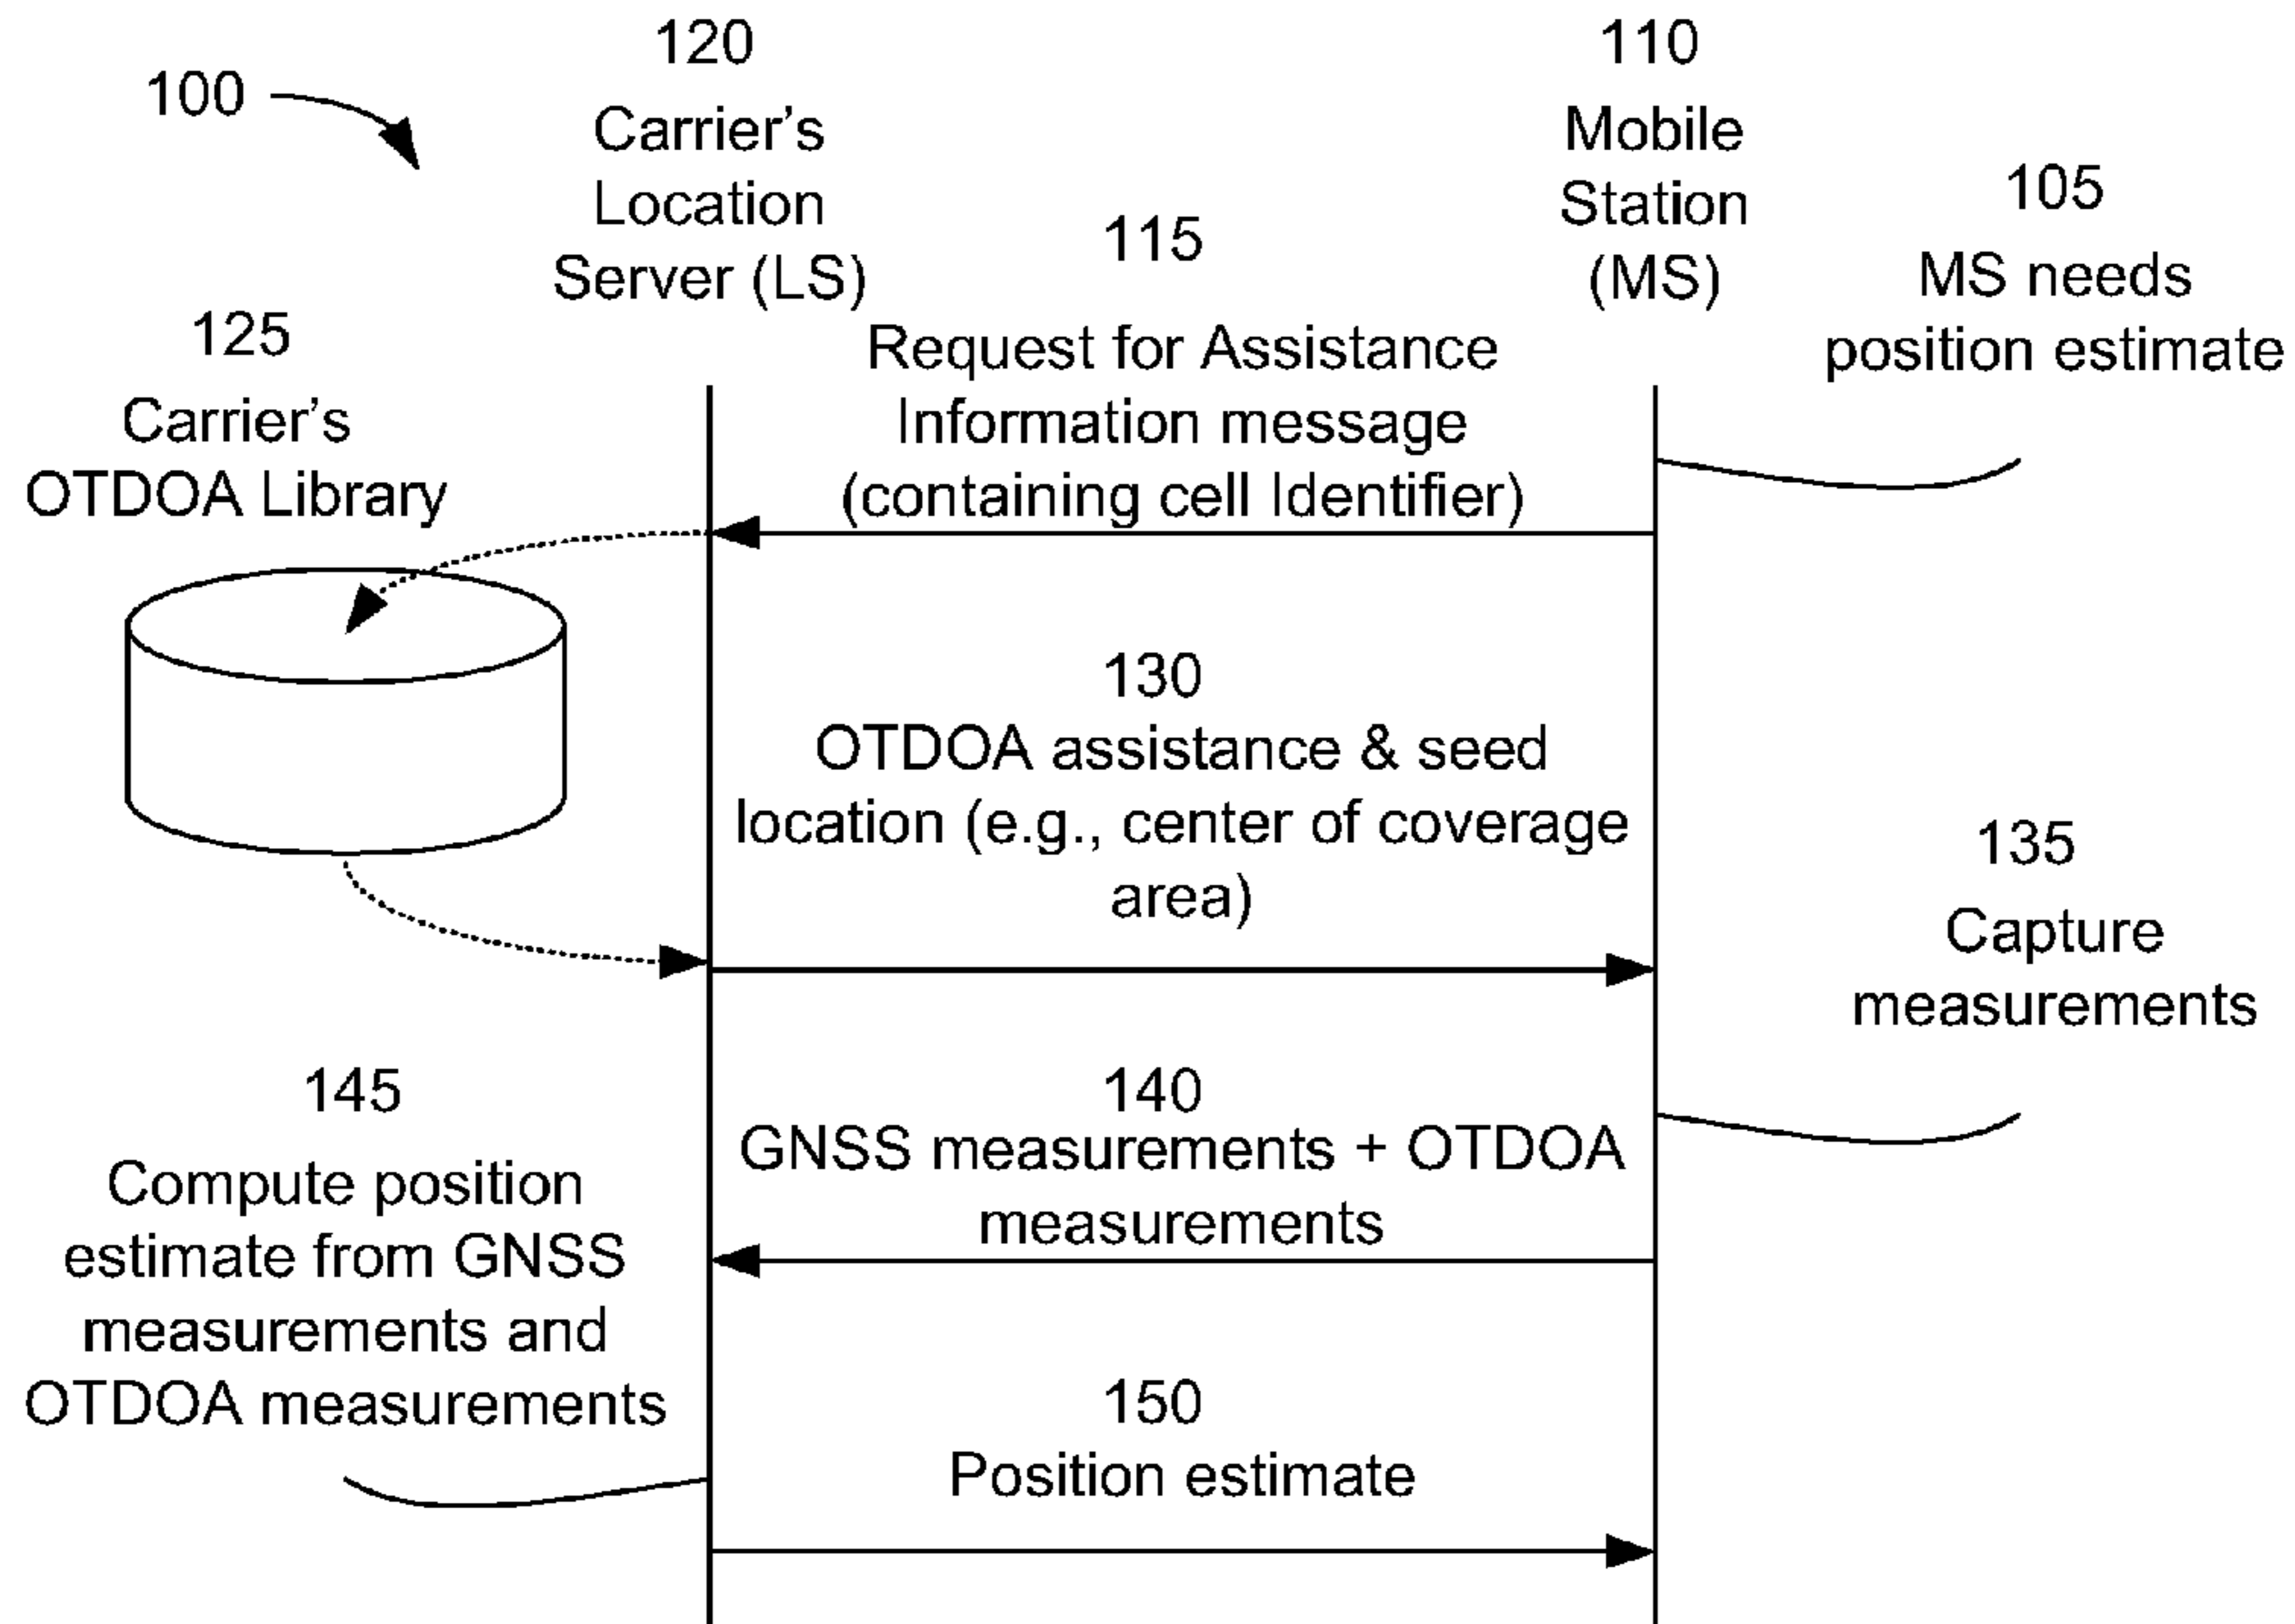 100
120
Carrier's
Location
Server (LS)
110
Mobile
Station
(MS)
105
MS needs
position estimate
115
Request for Assistance
Information message
(containing cell Identifier)
125
Carrier's
OTDOA Library
130
OTDOA assistance & seed
location (e.g., center of coverage
area)
135
Capture
measurements
140
GNSS measurements + OTDOA
measurements
145
Compute position
estimate from GNSS
measurements and
OTDOA measurements
150
Position estimate